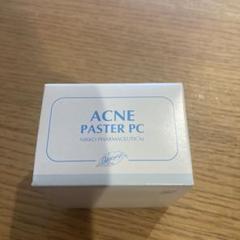 ACNE
PASTER PC
NIKKO PHARMACEUTICAL